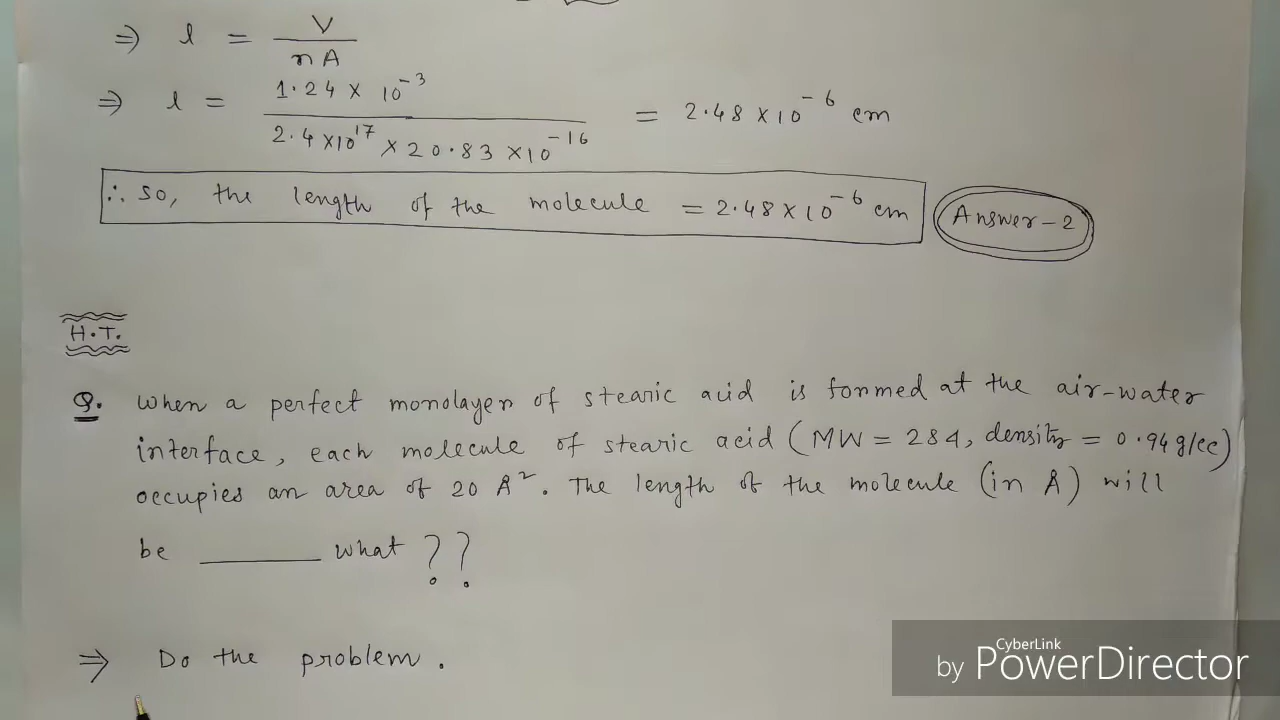 ⇒ l = V / nA
⇒ l = 1.24 × 10⁻³ / 2.4 ×10¹⁷ × 20.83 ×10⁻¹⁶ = 2.48 ×10⁻⁶ cm
∴ so, the length of the molecule = 2.48×10⁻⁶ cm Answer-2
H.T.
Q. When a perfect monolayer of stearic acid is formed at the air-water
interface, each molecule of stearic acid (MW = 284, density = 0.94 g/cc)
occupies an area of 20 Å². The length of the molecule (in Å) will
be ______ what ??
⇒ Do the problem.
CyberLink
by PowerDirector